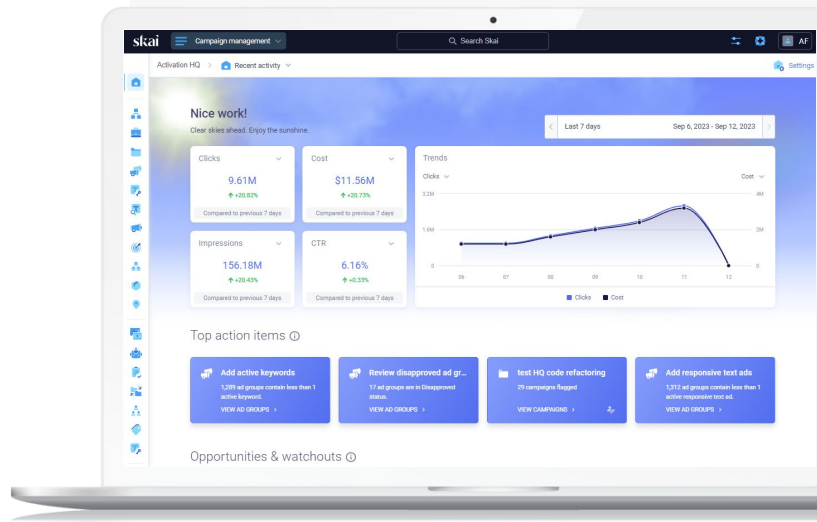 skai
Campaign management
Search Skai
AF
Activation HQ > Recent activity
Settings
Nice work!
Clear skies ahead. Enjoy the sunshine.
Last 7 days
Sep 6, 2023 - Sep 12, 2023
Clicks
9.61M
+20.82%
Compared to previous 7 days
Cost
$11.56M
+20.73%
Compared to previous 7 days
Impressions
156.18M
+20.43%
Compared to previous 7 days
CTR
6.16%
+0.33%
Compared to previous 7 days
Trends
Clicks
Cost
3.2M
4M
1.6M
2M
0
0
06 07 08 09 10 11 12
Clicks Cost
Top action items
Add active keywords
1,289 ad groups contain less than 1
active keyword.
VIEW AD GROUPS >
Review disapproved ad gr...
17 ad groups are in Disapproved
status.
VIEW AD GROUPS >
test HQ code refactoring
29 campaigns flagged
VIEW CAMPAIGNS >
Add responsive text ads
1,312 ad groups contain less than 1
active responsive text ad.
VIEW AD GROUPS >
Opportunities & watchouts